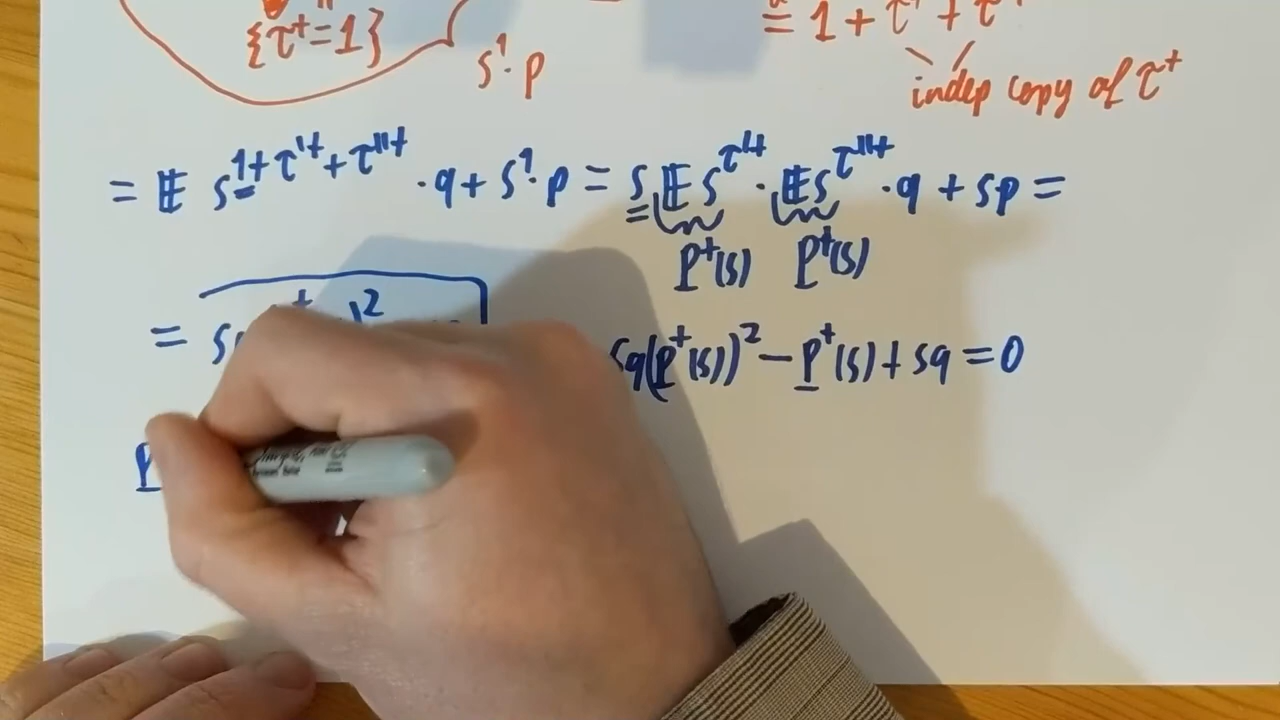 {τ⁺=1}
s¹·p
= 1 + τ'⁺ + τ''⁺
indep copy of τ⁺
= 𝔼 s^{1+τ'⁺+τ''⁺} · q + s¹·p = s 𝔼 s^{τ'⁺} · 𝔼 s^{τ''⁺} · q + sp =
P⁺(s) P⁺(s)
sq(P⁺(s))² − P⁺(s) + sq = 0
P